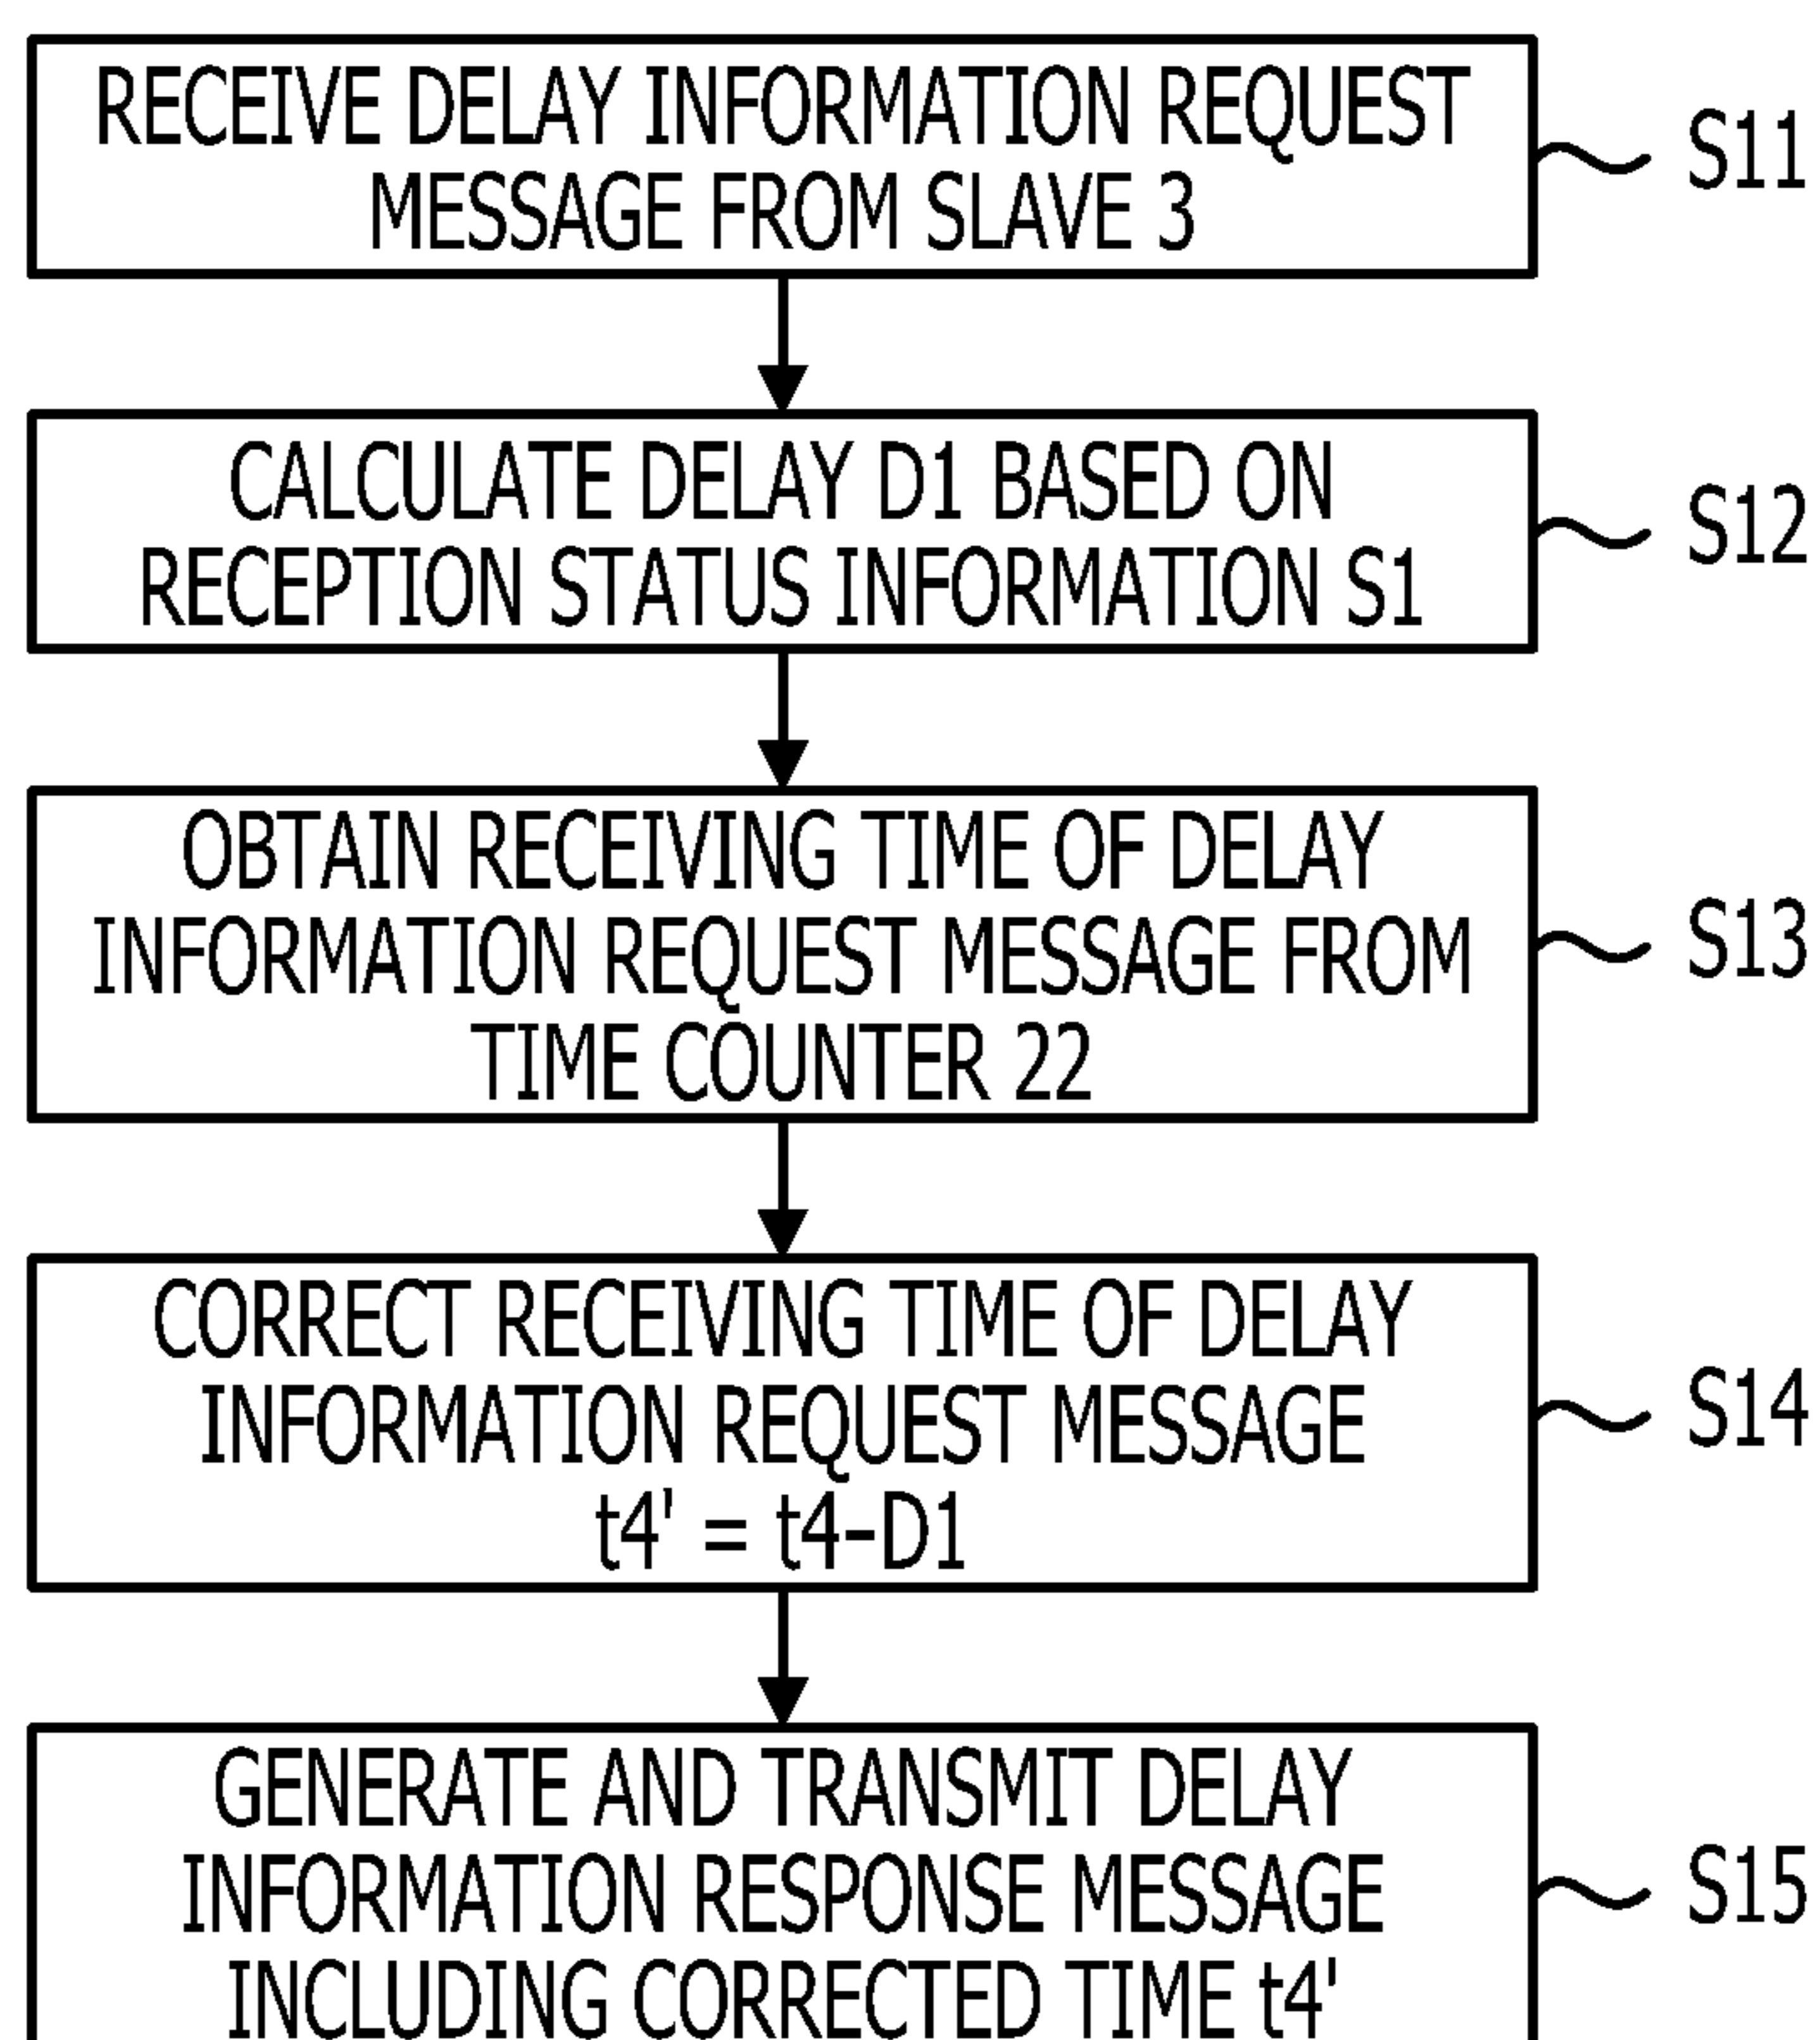 RECEIVE DELAY INFORMATION REQUEST
MESSAGE FROM SLAVE 3
S11
CALCULATE DELAY D1 BASED ON
RECEPTION STATUS INFORMATION S1
S12
OBTAIN RECEIVING TIME OF DELAY
INFORMATION REQUEST MESSAGE FROM
TIME COUNTER 22
S13
CORRECT RECEIVING TIME OF DELAY
INFORMATION REQUEST MESSAGE
t4' = t4-D1
S14
GENERATE AND TRANSMIT DELAY
INFORMATION RESPONSE MESSAGE
INCLUDING CORRECTED TIME t4'
S15